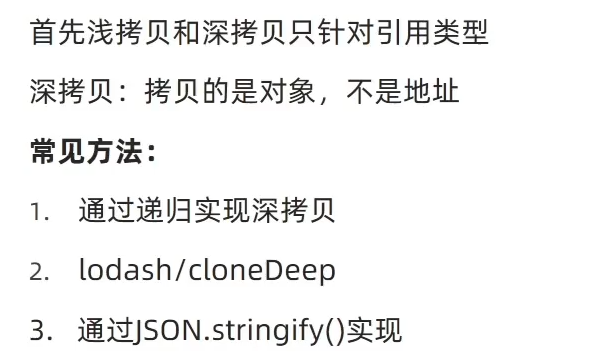 首先浅拷贝和深拷贝只针对引用类型
深拷贝：拷贝的是对象，不是地址
常见方法：
1. 通过递归实现深拷贝
2. lodash/cloneDeep
3. 通过JSON.stringify()实现